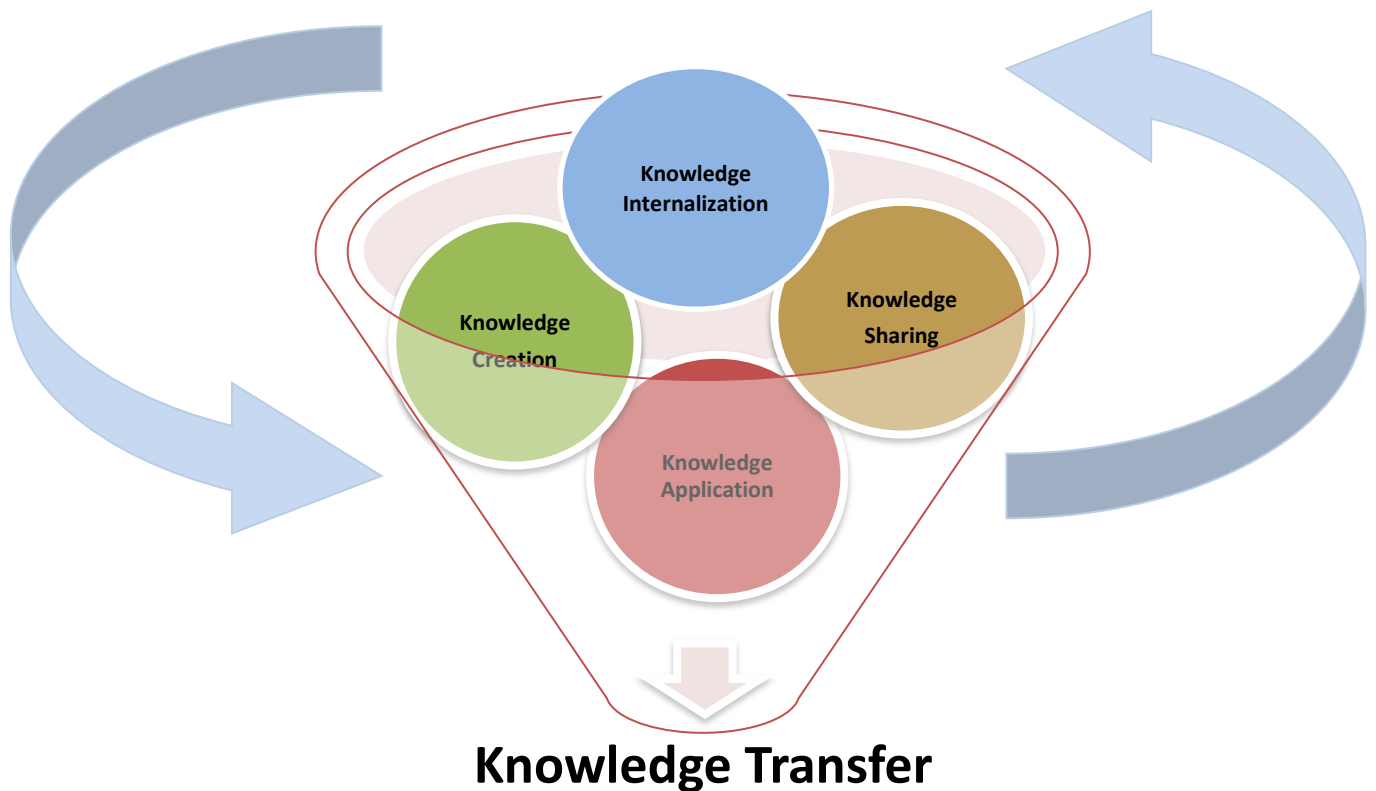 Knowledge
Internalization
Knowledge
Sharing
Knowledge
Creation
Knowledge
Application
Knowledge Transfer